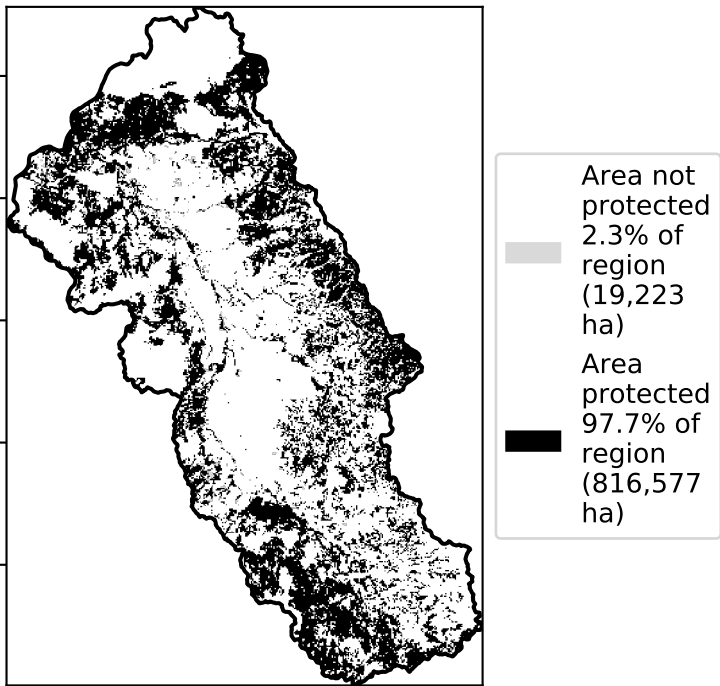 Area not
protected
2.3% of
region
(19,223
ha)
Area
protected
97.7% of
region
(816,577
ha)